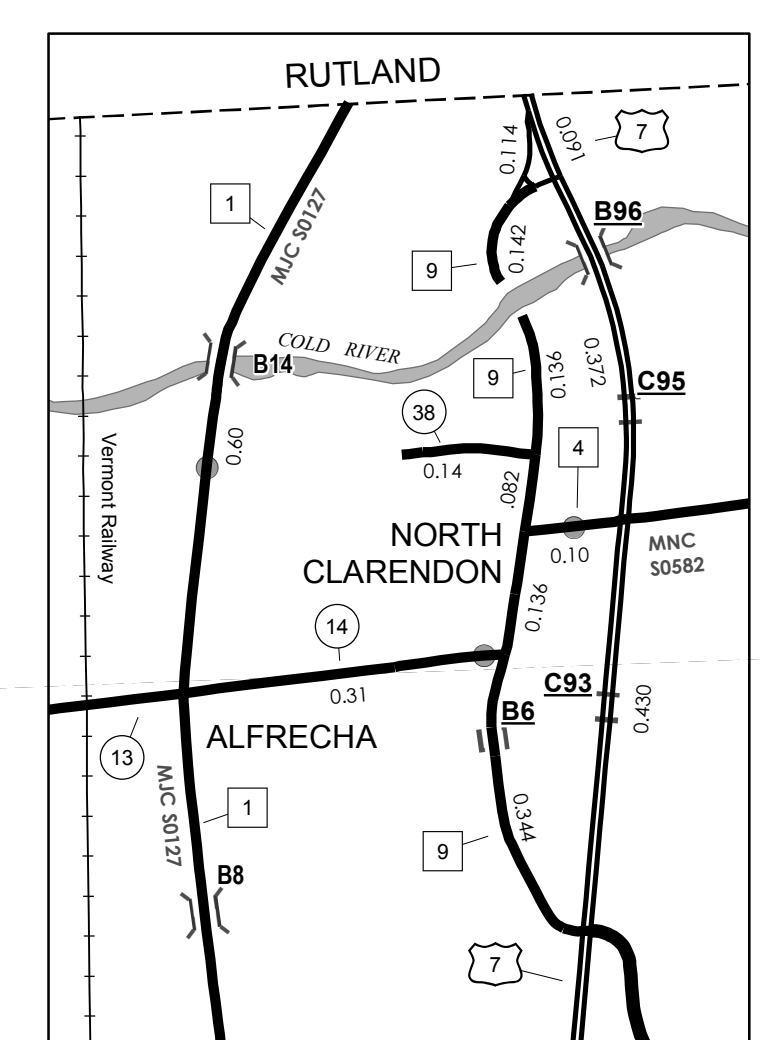 RUTLAND
7
0.114
0.091
1
MJC S0127
B96
0.142
9
COLD RIVER
B14
0.372
0.136
9
C95
38
0.60
0.14
4
.082
Vermont Railway
NORTH
CLARENDON
0.10
MNC
S0582
0.136
14
0.31
C93
0.430
B6
ALFRECHA
13
MJC S0127
1
0.344
9
B8
7